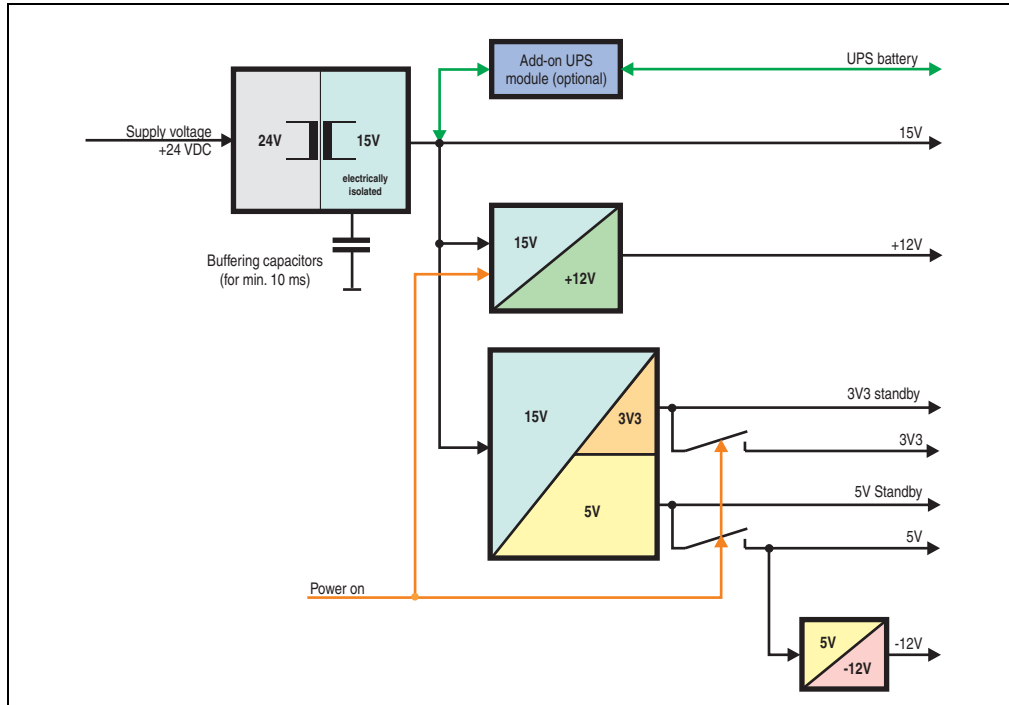 Add-on UPS
module (optional)
UPS battery
Supply voltage
+24 VDC
24V
15V
electrically
isolated
15V
Buffering capacitors
(for min. 10 ms)
15V
+12V
+12V
15V
3V3
5V
3V3 standby
3V3
5V Standby
5V
Power on
5V
-12V
-12V